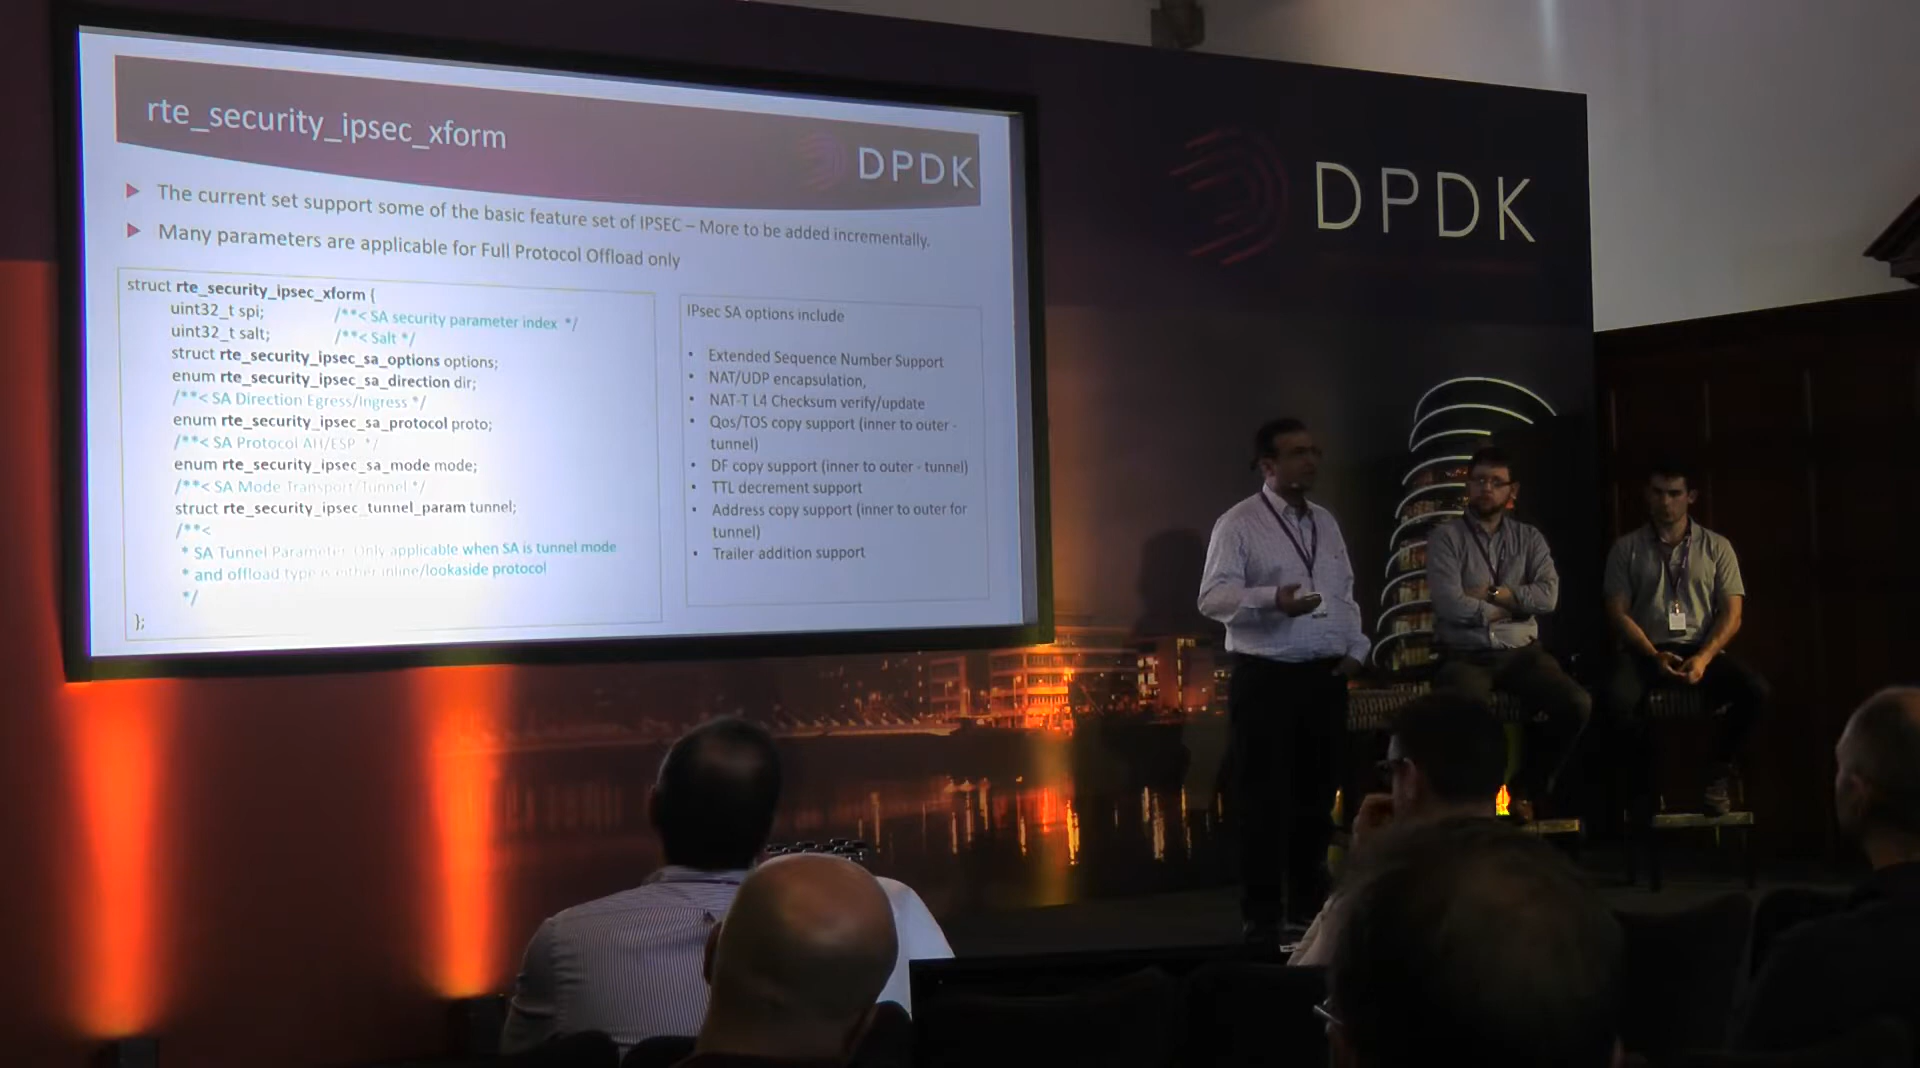 rte_security_ipsec_xform
DPDK
The current set support some of the basic feature set of IPSEC – More to be added incrementally.
Many parameters are applicable for Full Protocol Offload only
struct rte_security_ipsec_xform {
uint32_t spi; /**< SA security parameter index */
uint32_t salt; /**< Salt */
struct rte_security_ipsec_sa_options options;
enum rte_security_ipsec_sa_direction dir;
/**< SA Direction Egress/Ingress */
enum rte_security_ipsec_sa_protocol proto;
/**< SA Protocol AH/ESP */
enum rte_security_ipsec_sa_mode mode;
/**< SA Mode Transport/Tunnel */
struct rte_security_ipsec_tunnel_param tunnel;
/**<
* SA Tunnel Parameter. Only applicable when SA is tunnel mode
* and offload type is either inline/lookaside protocol
*/
};
IPsec SA options include
• Extended Sequence Number Support
• NAT/UDP encapsulation,
• NAT-T L4 Checksum verify/update
• Qos/TOS copy support (inner to outer -
tunnel)
• DF copy support (inner to outer - tunnel)
• TTL decrement support
• Address copy support (inner to outer for
tunnel)
• Trailer addition support
DPDK